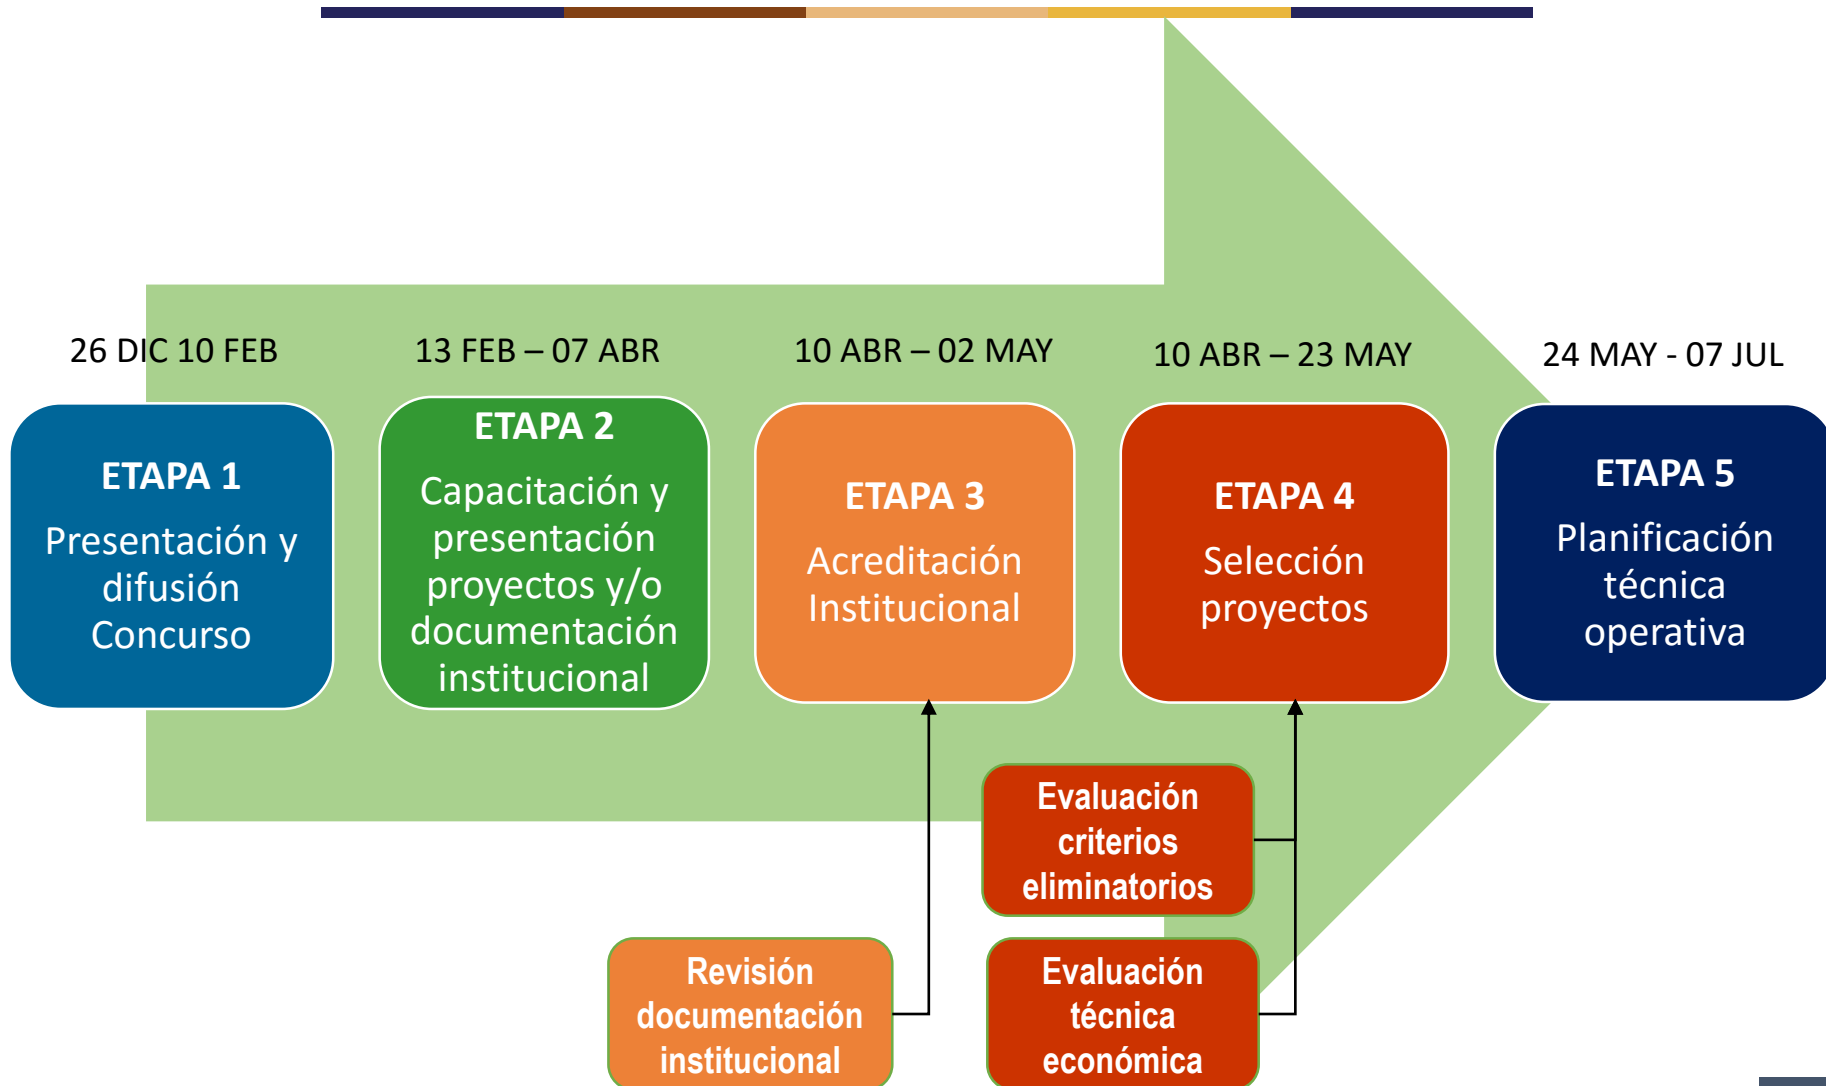 26 DIC 10 FEB
13 FEB – 07 ABR
10 ABR – 02 MAY
10 ABR – 23 MAY
24 MAY - 07 JUL
ETAPA 1
Presentación y
difusión
Concurso
ETAPA 2
Capacitación y
presentación
proyectos y/o
documentación
institucional
ETAPA 3
Acreditación
Institucional
ETAPA 4
Selección
proyectos
ETAPA 5
Planificación
técnica
operativa
Evaluación
criterios
eliminatorios
Revisión
documentación
institucional
Evaluación
técnica
económica